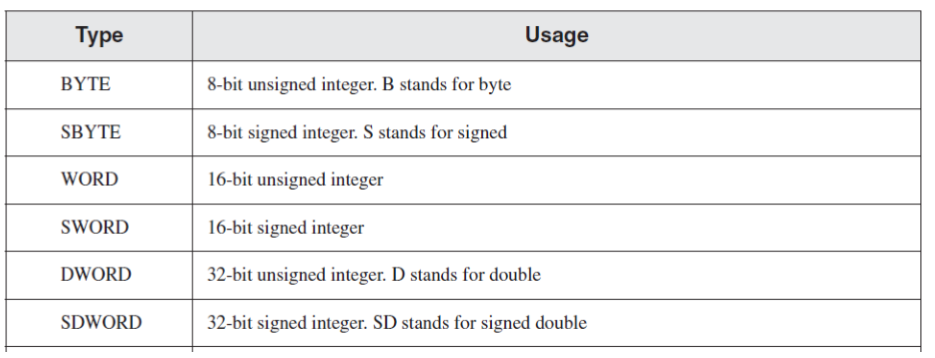 Type Usage
BYTE 8-bit unsigned integer. B stands for byte
SBYTE 8-bit signed integer. S stands for signed
WORD 16-bit unsigned integer
SWORD 16-bit signed integer
DWORD 32-bit unsigned integer. D stands for double
SDWORD 32-bit signed integer. SD stands for signed double